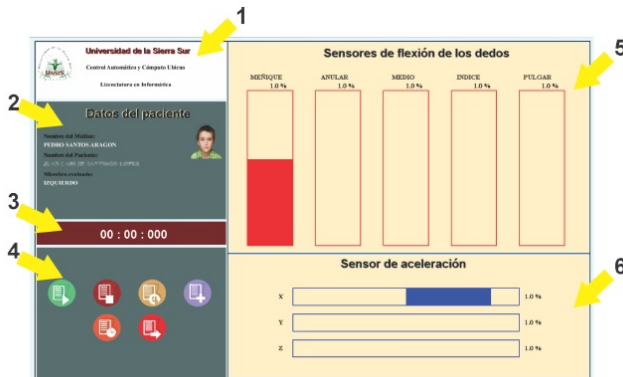 1
Universidad de la Sierra Sur
Control Automático y Cómputo Ubicuo
Licenciatura en Informática
2
Datos del paciente
Nombre del Médico:
PEDRO SANTOS ARAGON
Nombre del Paciente:
Miembro evaluado:
IZQUIERDO
3
00 : 00 : 000
4
5
Sensores de flexión de los dedos
MEÑIQUE ANULAR MEDIO INDICE PULGAR
1.0 % 1.0 % 1.0 % 1.0 % 1.0 %
6
Sensor de aceleración
X 1.0 %
Y 1.0 %
Z 1.0 %